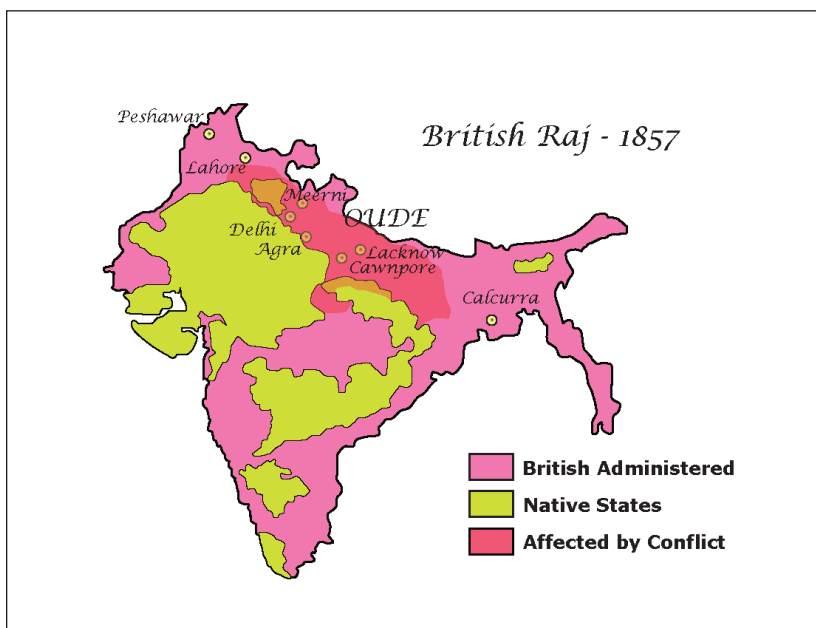 Peshawar
British Raj - 1857
Lahore
Meerni
OUDE
Delhi
Agra
Lacknow
Cawnpore
Calcurra
British Administered
Native States
Affected by Conflict